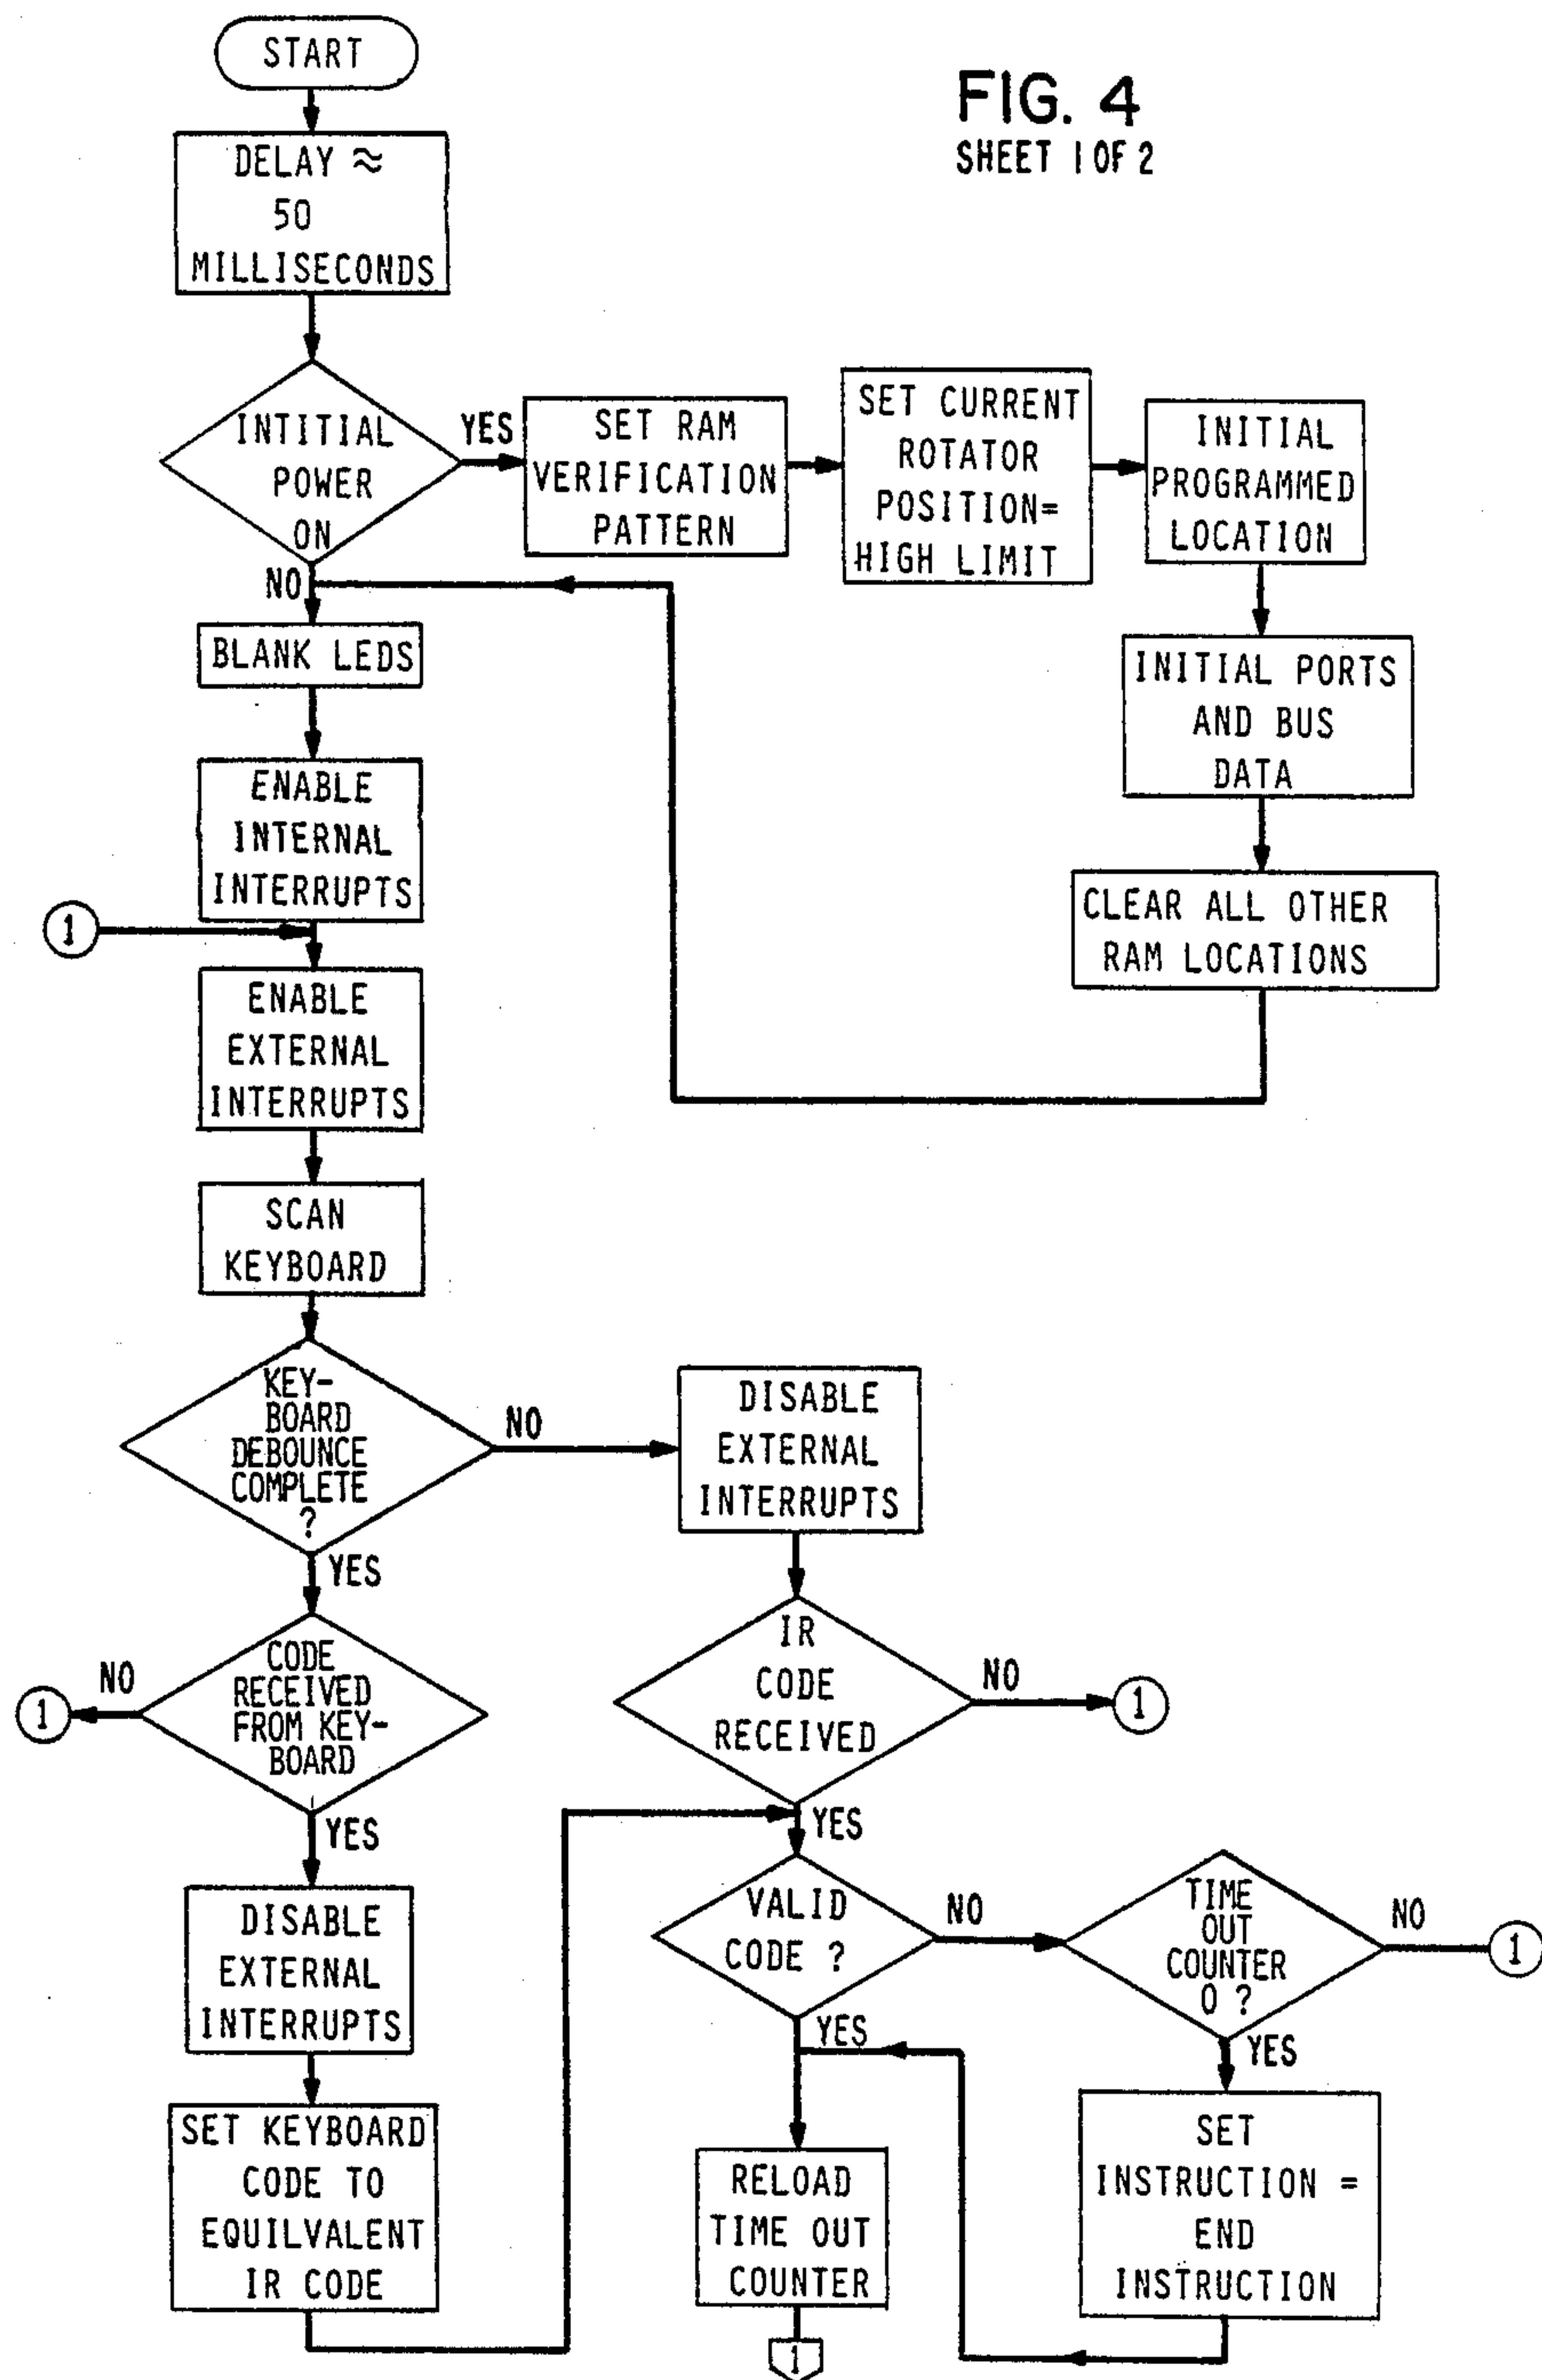 START
FIG. 4
SHEET 1 OF 2
DELAY ≈
50
MILLISECONDS
INTITIAL
POWER
ON
YES
SET RAM
VERIFICATION
PATTERN
SET CURRENT
ROTATOR
POSITION=
HIGH LIMIT
INITIAL
PROGRAMMED
LOCATION
NO
BLANK LEDS
INITIAL PORTS
AND BUS
DATA
ENABLE
INTERNAL
INTERRUPTS
CLEAR ALL OTHER
RAM LOCATIONS
1
ENABLE
EXTERNAL
INTERRUPTS
SCAN
KEYBOARD
KEY-
BOARD
DEBOUNCE
COMPLETE
?
NO
DISABLE
EXTERNAL
INTERRUPTS
YES
CODE
RECEIVED
FROM KEY-
BOARD
NO
1
IR
CODE
RECEIVED
NO
1
YES
YES
DISABLE
EXTERNAL
INTERRUPTS
VALID
CODE ?
NO
TIME
OUT
COUNTER
0 ?
NO
1
YES
YES
SET KEYBOARD
CODE TO
EQUILVALENT
IR CODE
RELOAD
TIME OUT
COUNTER
SET
INSTRUCTION =
END
INSTRUCTION
1